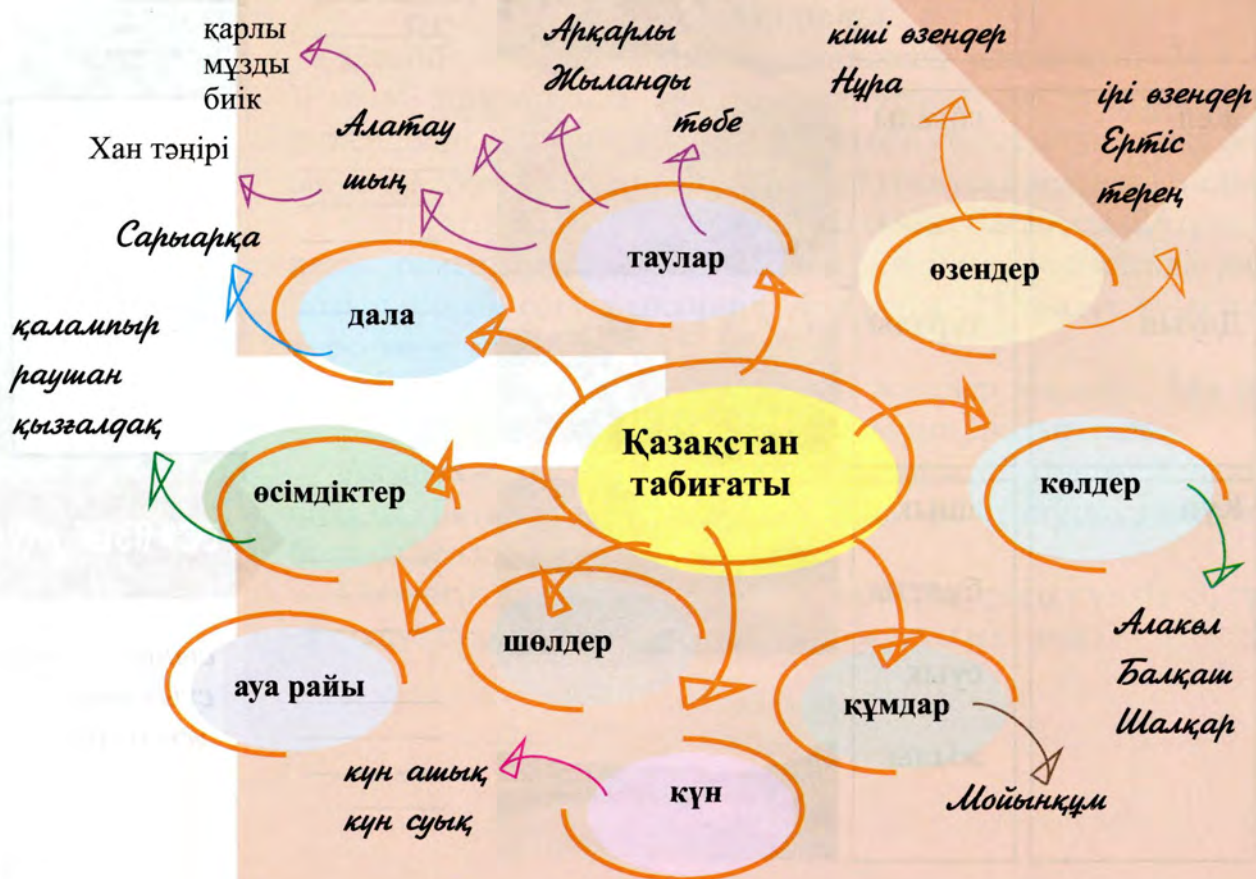 қарлы
мұзды
биік
Арқарлы
Жыланды
кіші өзендер
Нұра
ірі өзендер
Ертіс
терең
Алатау
төбе
Хан тәңірі
шың
Сарыарқа
таулар
өзендер
дала
қалампыр
раушан
қызғалдақ
Қазақстан
табиғаты
өсімдіктер
көлдер
шөлдер
ауа райы
құмдар
Алакөл
Балқаш
Шалқар
күн ашық
күн суық
күн
Мойынқұм